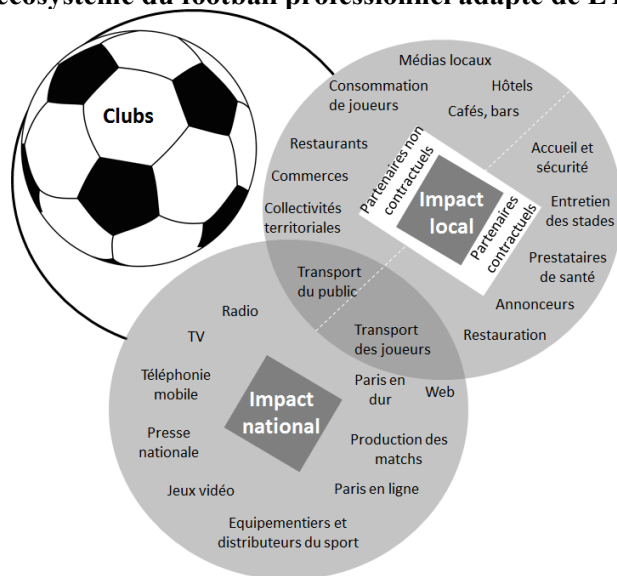 écosystème du football professionnel adapté de
Clubs
Médias locaux
Consommation
de joueurs
Hôtels
Cafés, bars
Restaurants
Commerces
Collectivités
territoriales
Partenaires non
contractuels
Impact
local
Partenaires
contractuels
Accueil et
sécurité
Entretien
des stades
Prestataires
de santé
Annonceurs
Restauration
Transport
du public
Transport
des joueurs
Radio
TV
Téléphonie
mobile
Presse
nationale
Jeux vidéo
Impact
national
Paris en
dur
Web
Production des
matchs
Paris en ligne
Equipementiers et
distributeurs du sport